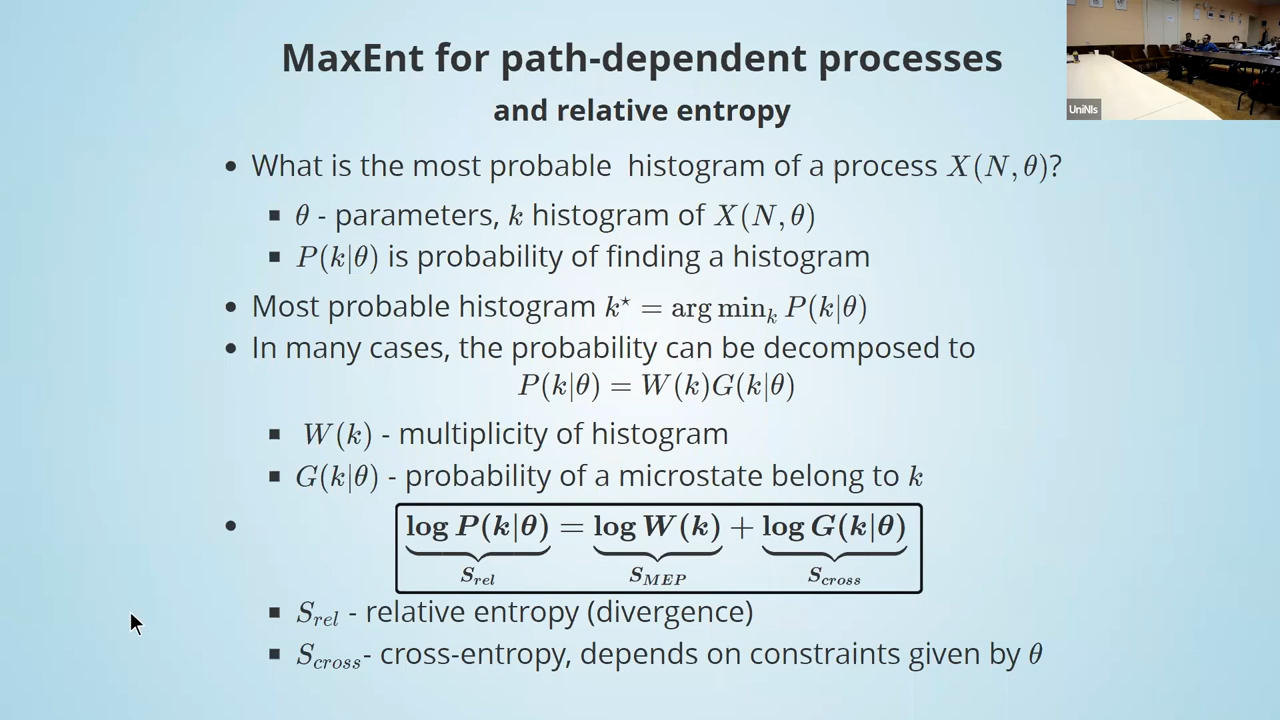 MaxEnt for path-dependent processes
and relative entropy
UniNIs
• What is the most probable histogram of a process X(N, θ)?
▪ θ - parameters, k histogram of X(N, θ)
▪ P(k|θ) is probability of finding a histogram
• Most probable histogram k⋆ = arg minₖ P(k|θ)
• In many cases, the probability can be decomposed to
P(k|θ) = W(k)G(k|θ)
▪ W(k) - multiplicity of histogram
▪ G(k|θ) - probability of a microstate belong to k
• log P(k|θ) = log W(k) + log G(k|θ)
S_rel S_MEP S_cross
▪ S_rel - relative entropy (divergence)
▪ S_cross- cross-entropy, depends on constraints given by θ